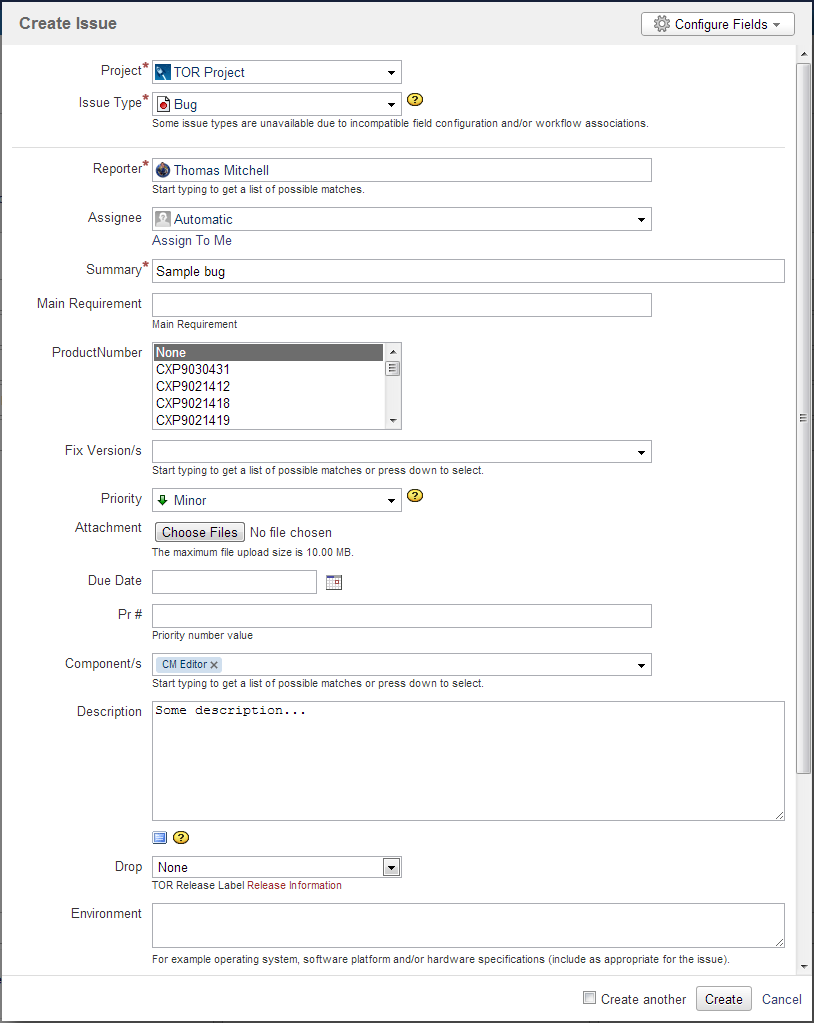 Create Issue
Configure Fields
Project* TOR Project
Issue Type* Bug ?
Some issue types are unavailable due to incompatible field configuration and/or workflow associations.
Reporter* Thomas Mitchell
Start typing to get a list of possible matches.
Assignee Automatic
Assign To Me
Summary* Sample bug
Main Requirement
Main Requirement
ProductNumber None
CXP9030431
CXP9021412
CXP9021418
CXP9021419
Fix Version/s
Start typing to get a list of possible matches or press down to select.
Priority Minor ?
Attachment Choose Files No file chosen
The maximum file upload size is 10.00 MB.
Due Date
Pr #
Priority number value
Component/s CM Editor ×
Start typing to get a list of possible matches or press down to select.
Description Some description...
?
Drop None
TOR Release Label Release Information
Environment
For example operating system, software platform and/or hardware specifications (include as appropriate for the issue).
Create another Create Cancel